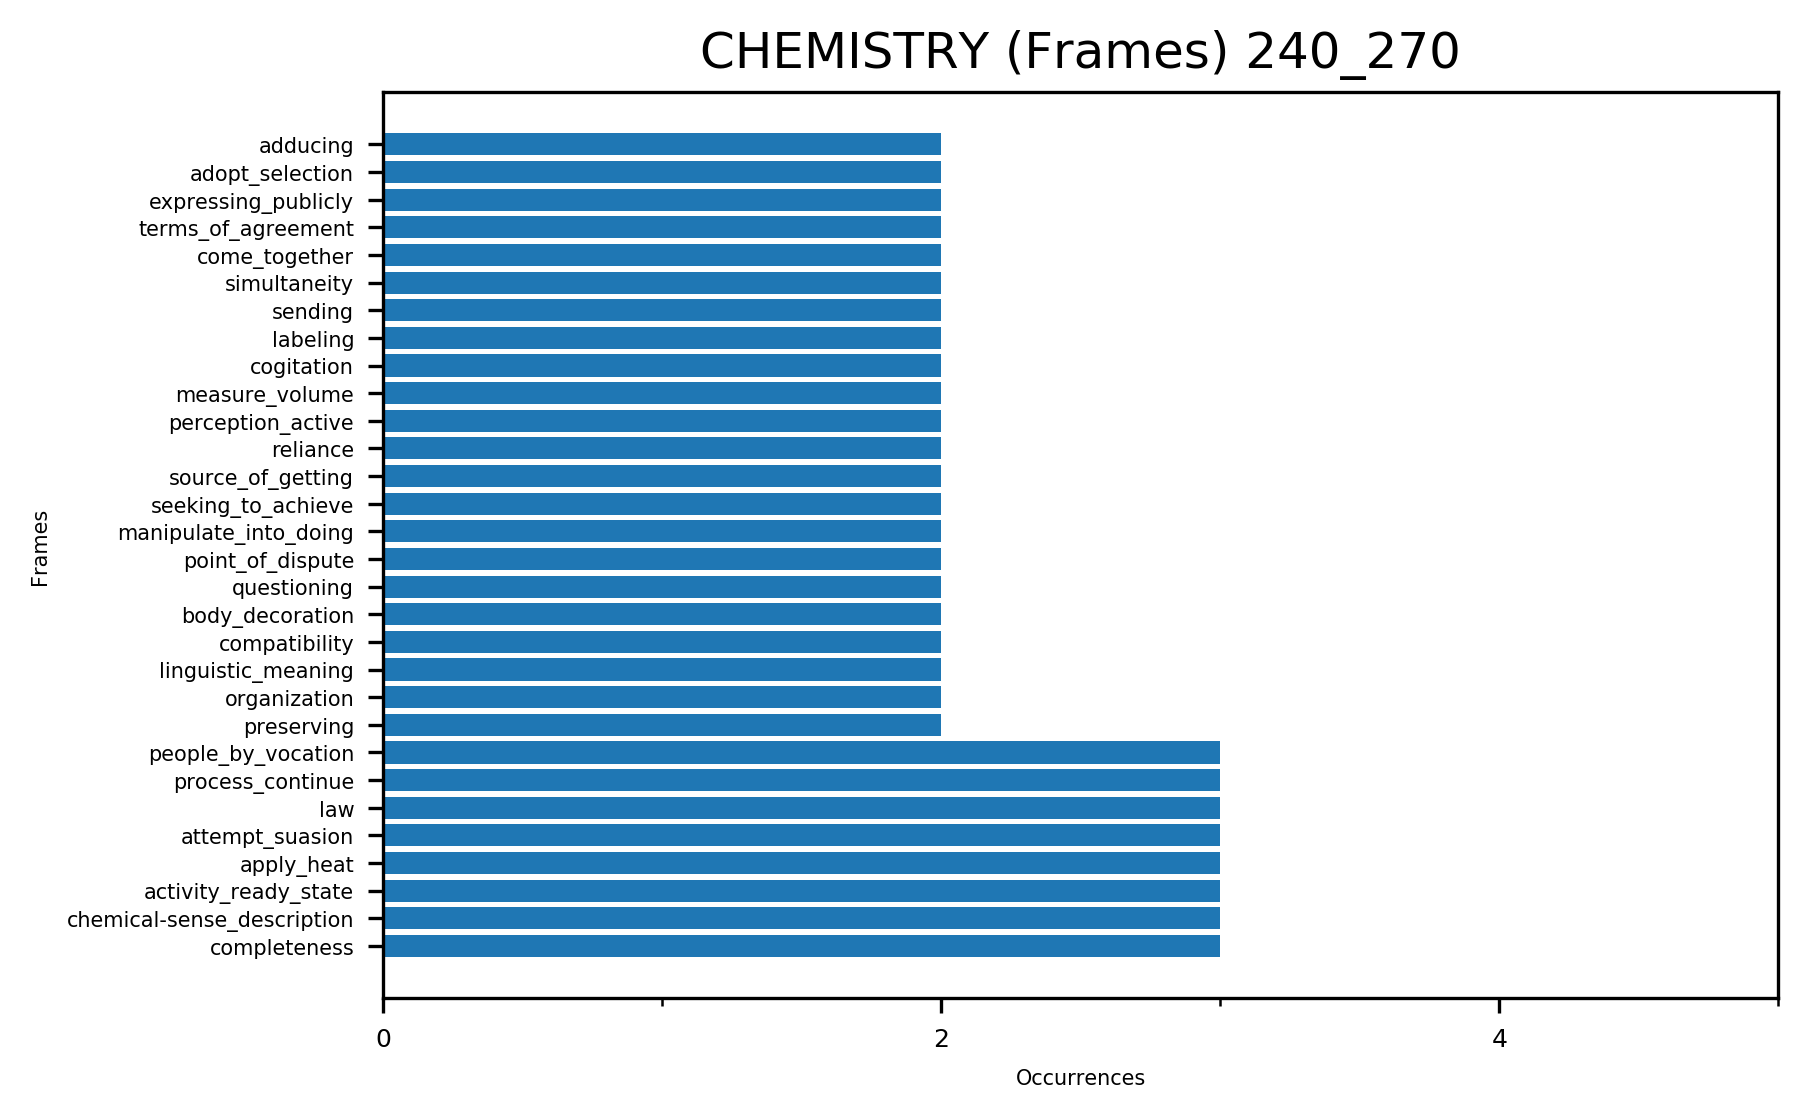 CHEMISTRY (Frames) 240_270
adducing
adopt_selection
expressing_publicly
terms_of_agreement
come_together
simultaneity
sending
labeling
cogitation
measure_volume
perception_active
reliance
source_of_getting
seeking_to_achieve
manipulate_into_doing
point_of_dispute
questioning
body_decoration
compatibility
linguistic_meaning
organization
preserving
people_by_vocation
process_continue
law
attempt_suasion
apply_heat
activity_ready_state
chemical-sense_description
completeness
Frames
0 2 4
Occurrences